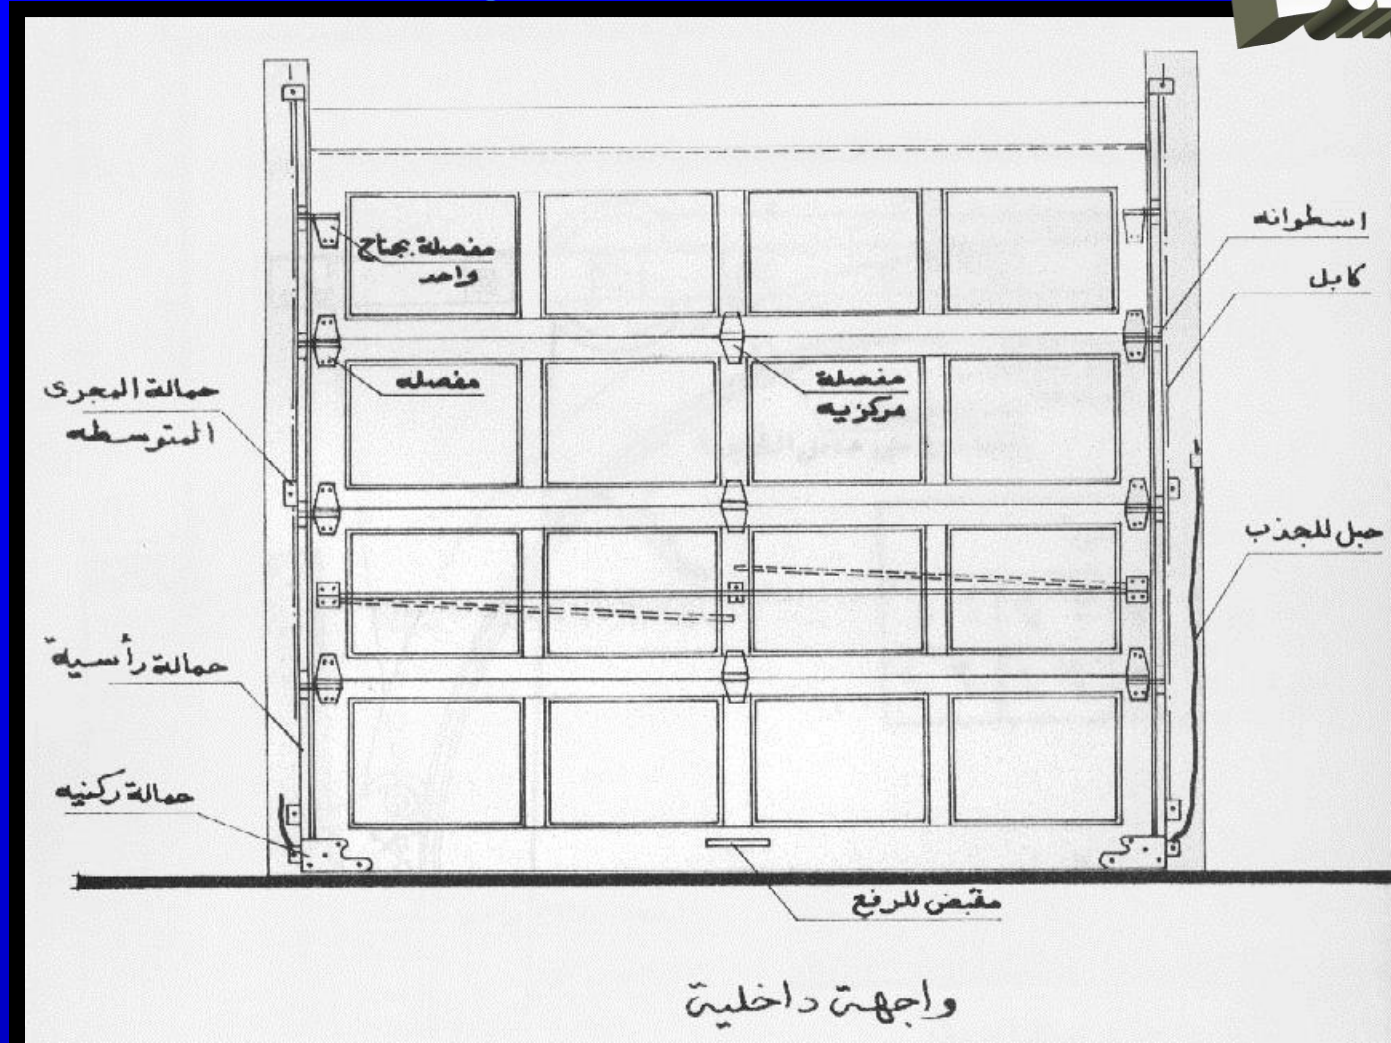 اسطوانه
كابل
حبل للجذب
مفصلة بجناح
واحد
مفصله
مفصلة
مركزيه
حمالة المجرى
المتوسطه
حمالة رأسية
حمالة ركنيه
مقبض للرفع
واجهة داخلية